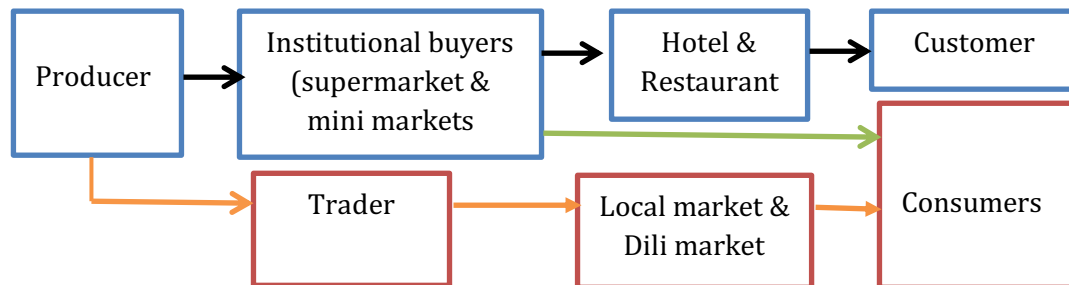 Producer
Institutional buyers
(supermarket &
mini markets
Hotel &
Restaurant
Customer
Trader
Local market &
Dili market
Consumers